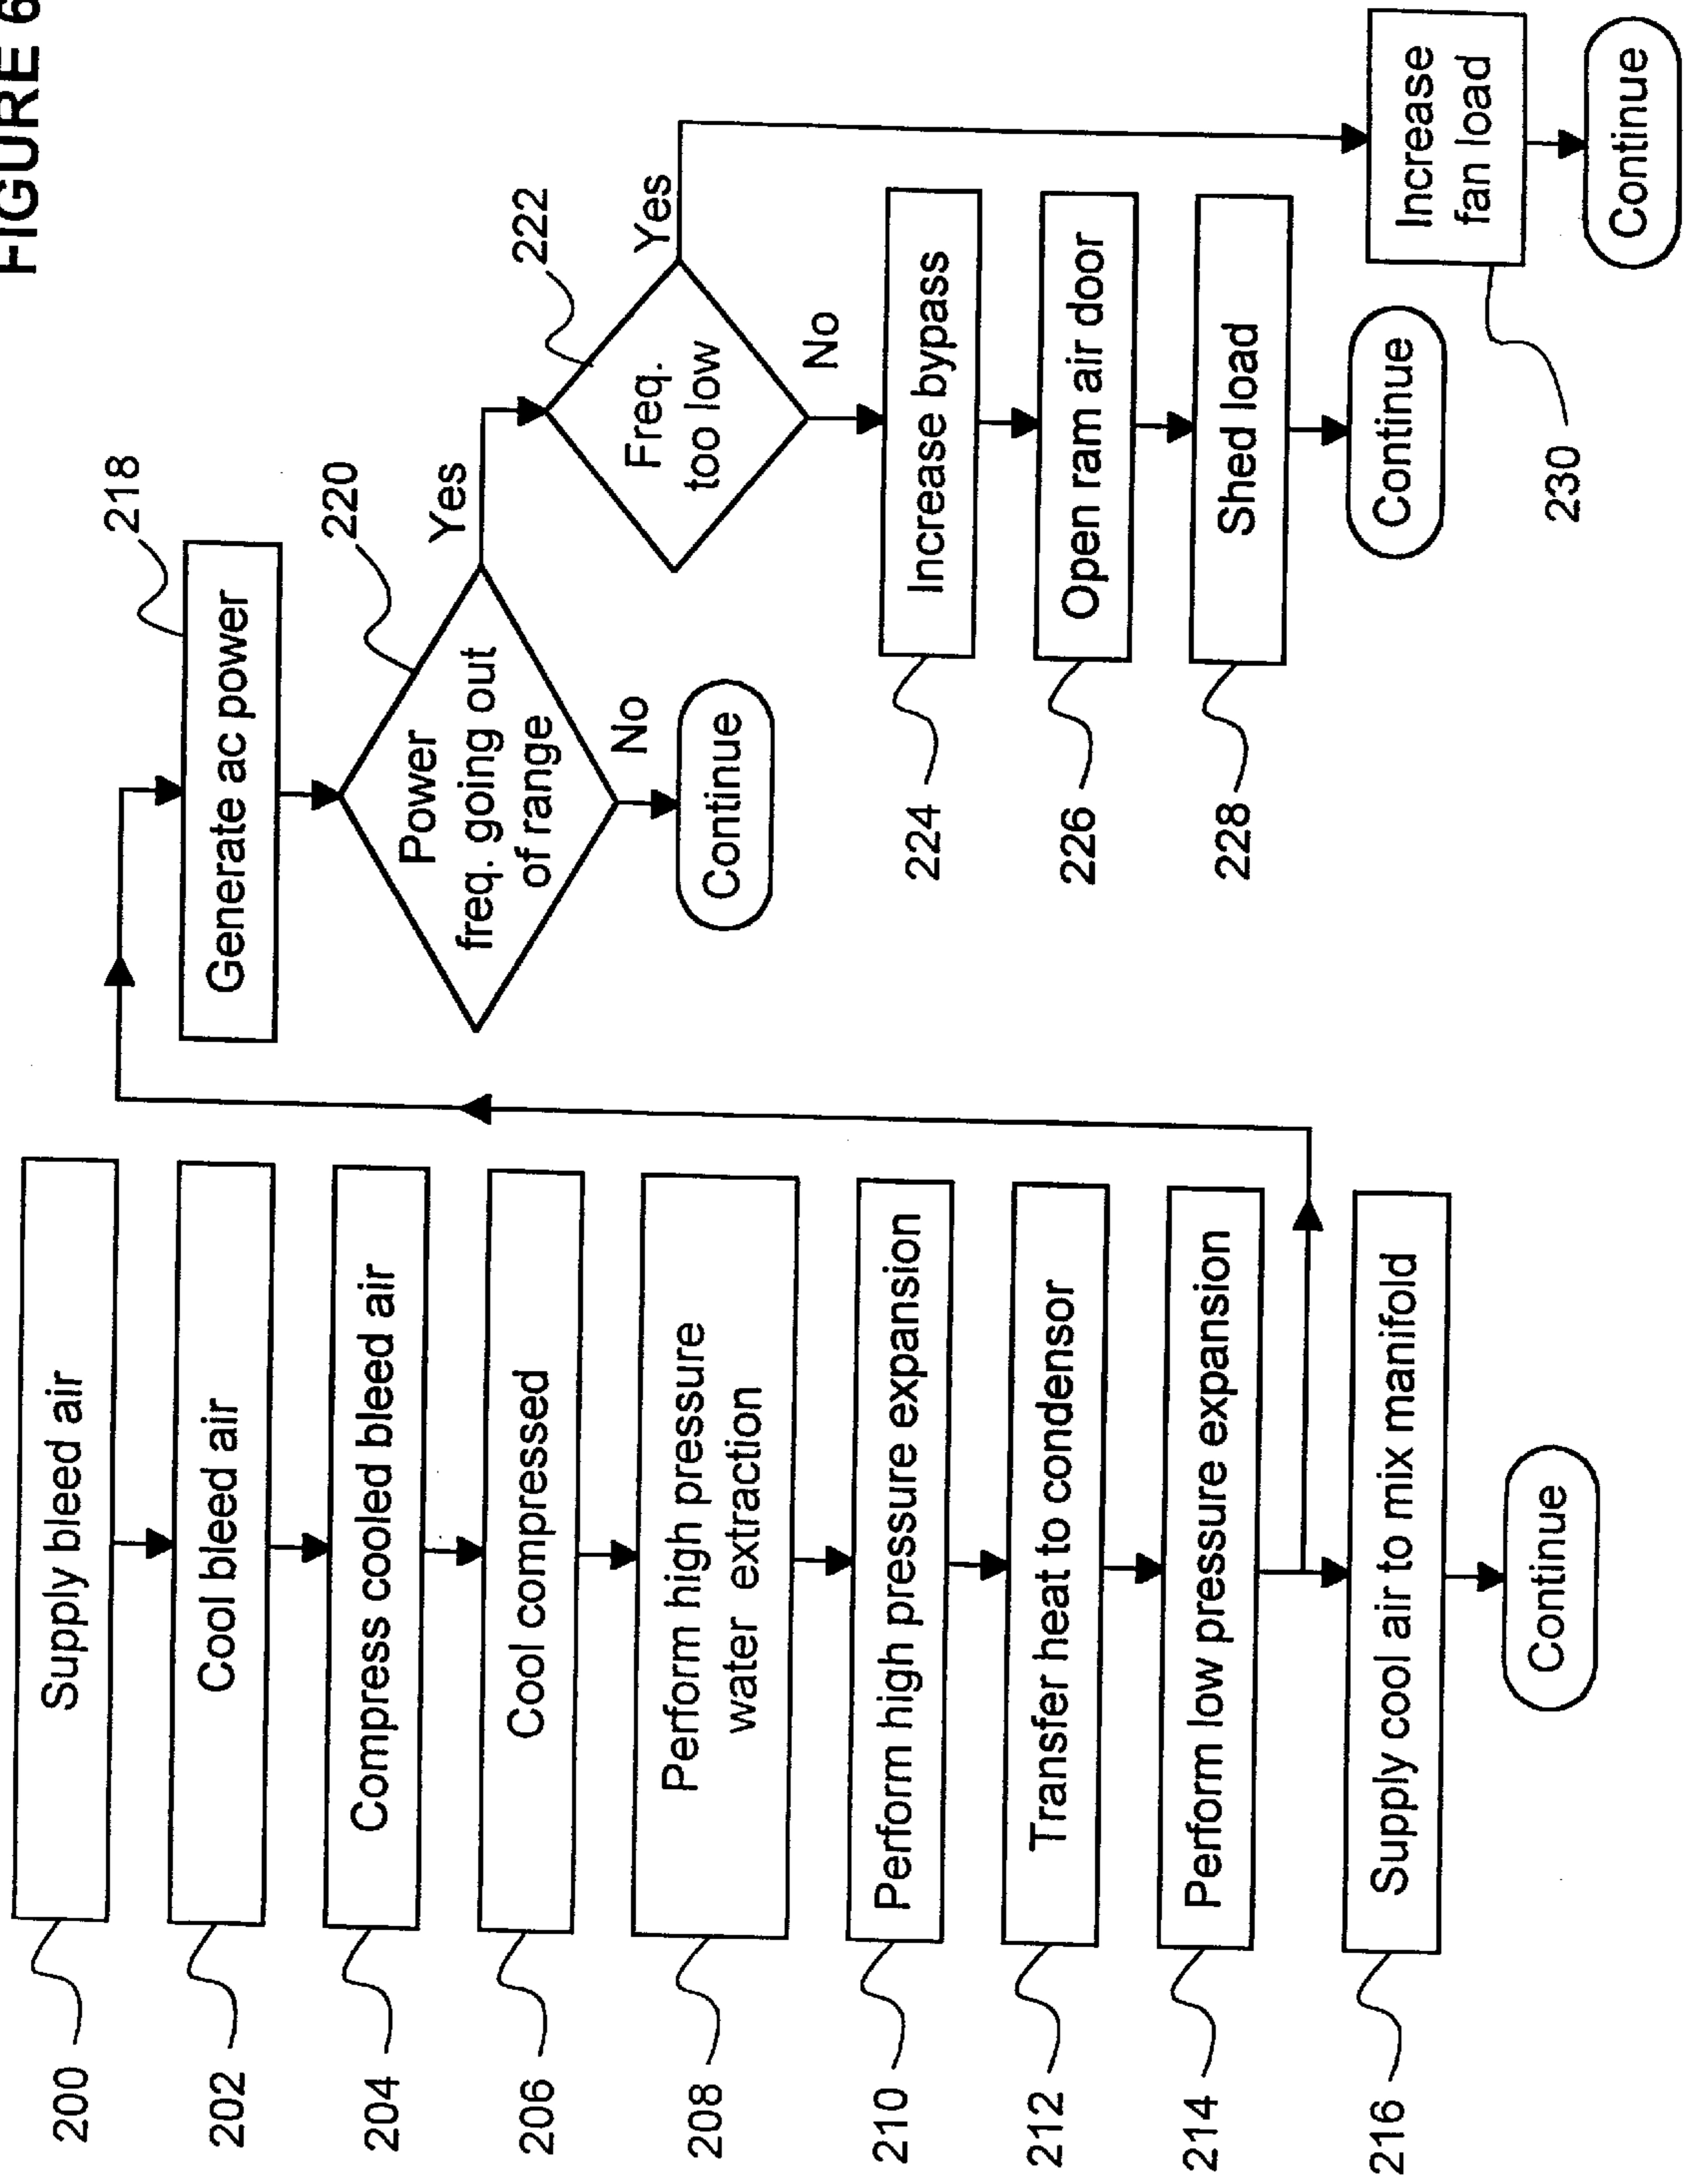 FIGURE 6
200
Supply bleed air
202
Cool bleed air
204
Compress cooled bleed air
206
Cool compressed
208
Perform high pressure
water extraction
210
Perform high pressure expansion
212
Transfer heat to condensor
214
Perform low pressure expansion
216
Supply cool air to mix manifold
Continue
218
Generate ac power
220
Power
freq. going out
of range
Yes
No
Continue
222
Freq.
too low
Yes
No
224
Increase bypass
226
Open ram air door
228
Shed load
Continue
230
Increase
fan load
Continue